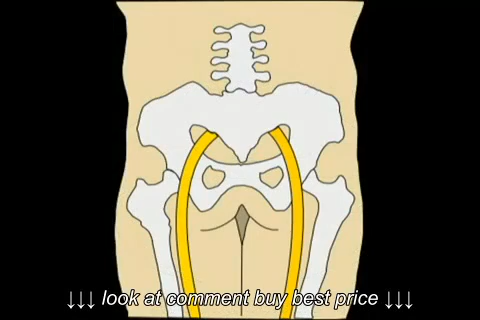 ↓↓↓ look at comment buy best price ↓↓↓